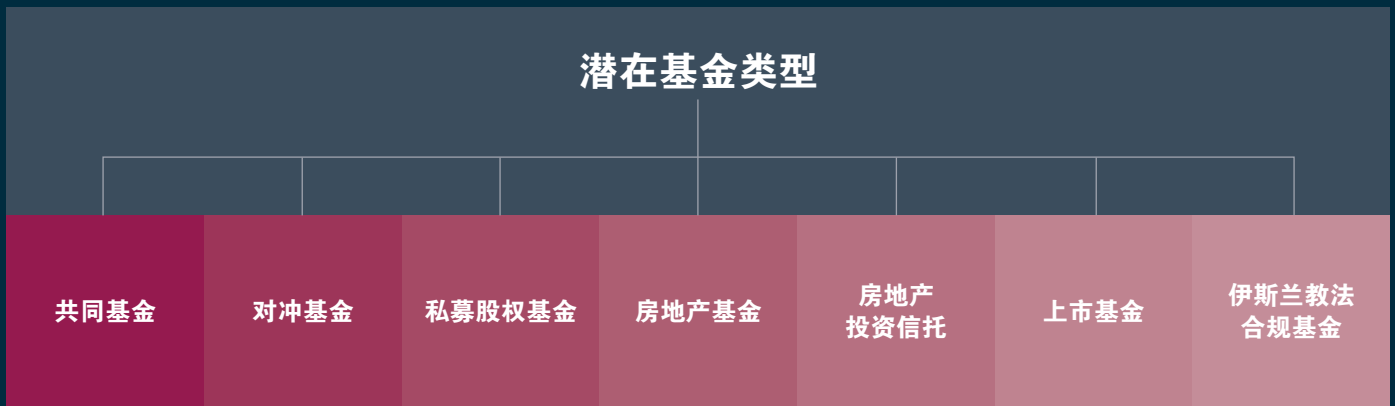 潜在基金类型
共同基金
对冲基金
私募股权基金
房地产基金
房地产
投资信托
上市基金
伊斯兰教法
合规基金